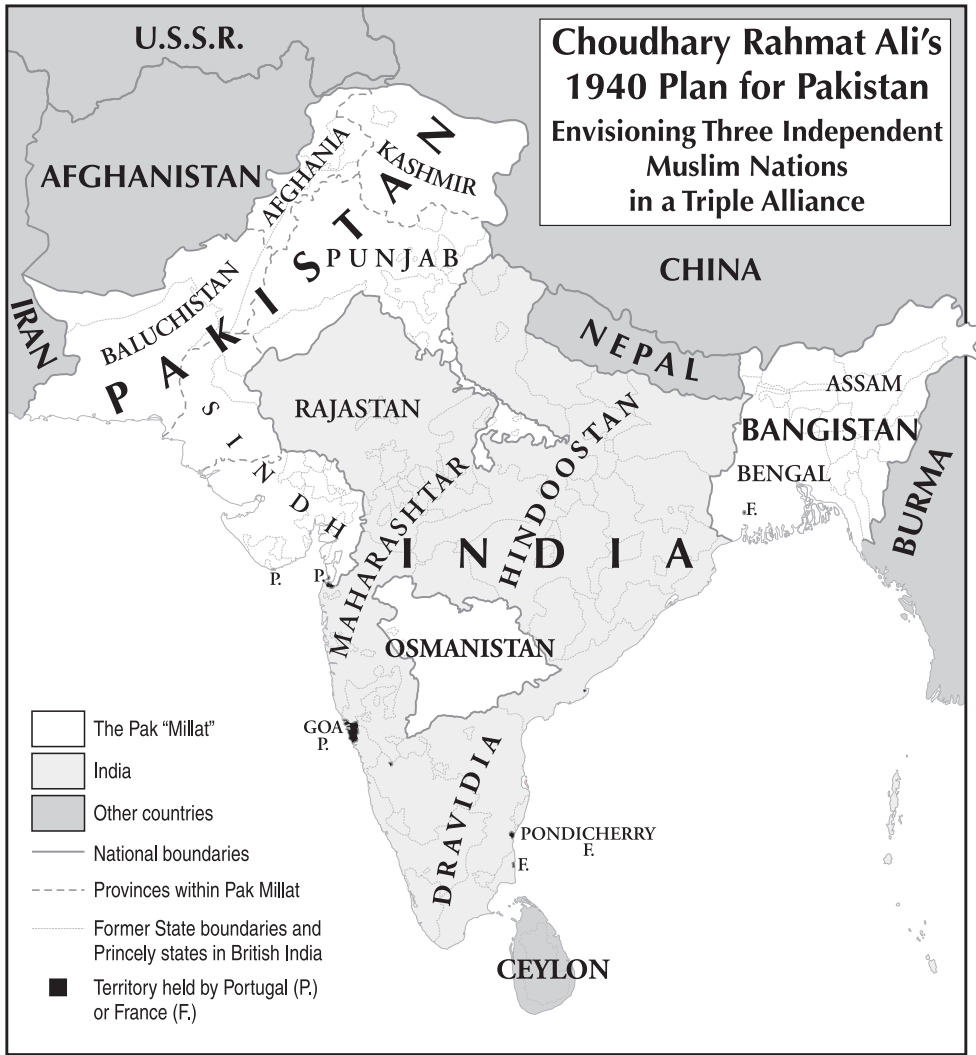 Choudhary Rahmat Ali's
1940 Plan for Pakistan
Envisioning Three Independent
Muslim Nations
in a Triple Alliance
U.S.S.R.
AFGHANISTAN
IRAN
CHINA
NEPAL
BURMA
CEYLON
PAKISTAN
AFGHANIA
KASHMIR
PUNJAB
BALUCHISTAN
SINDH
RAJASTAN
INDIA
HINDOOSTAN
MAHARASHTAR
OSMANISTAN
DRAVIDIA
ASSAM
BANGISTAN
BENGAL
F.
P.
P.
GOA
P.
PONDICHERRY
F.
F.
The Pak "Millat"
India
Other countries
National boundaries
Provinces within Pak Millat
Former State boundaries and
Princely states in British India
Territory held by Portugal (P.)
or France (F.)